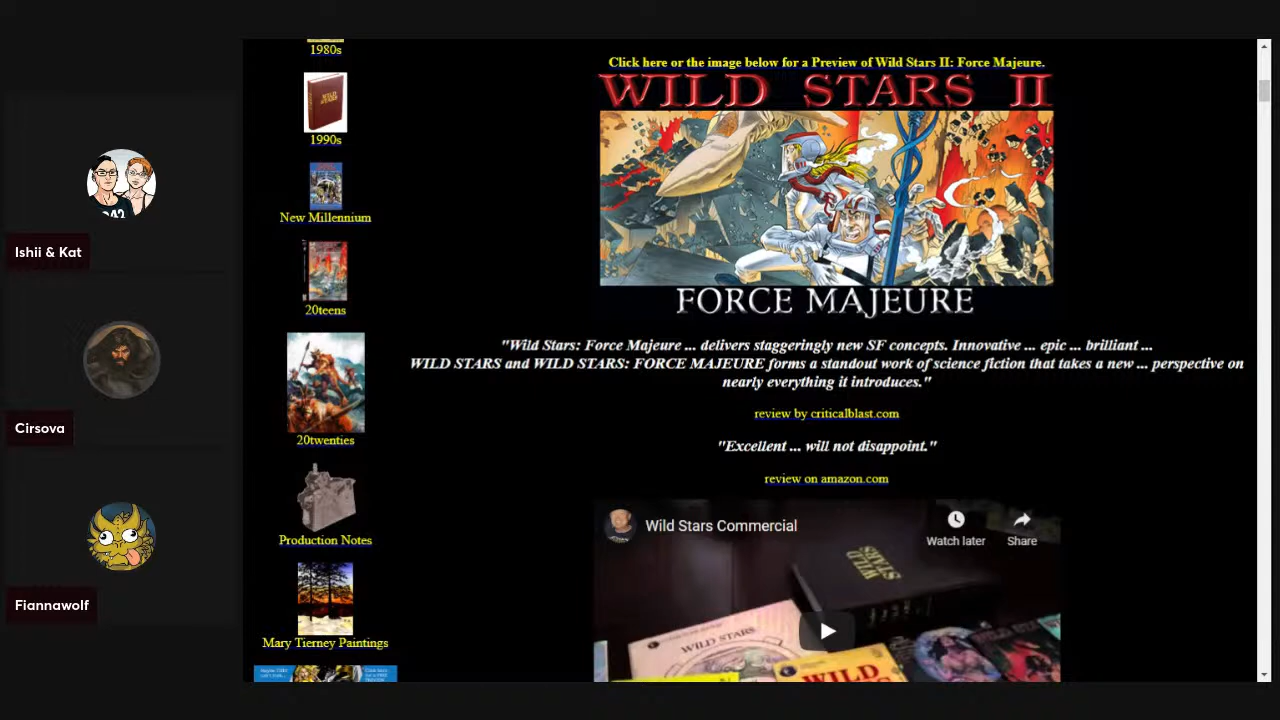 Ishii & Kat
Cirsova
Fiannawolf
1980s
1990s
New Millennium
20teens
20twenties
Production Notes
Mary Tierney Paintings
Click here or the image below for a Preview of Wild Stars II: Force Majeure.
WILD STARS II
FORCE MAJEURE
"Wild Stars: Force Majeure ... delivers staggeringly new SF concepts. Innovative ... epic ... brilliant ...
WILD STARS and WILD STARS: FORCE MAJEURE forms a standout work of science fiction that takes a new ... perspective on
nearly everything it introduces."
review by criticalblast.com
"Excellent ... will not disappoint."
review on amazon.com
Wild Stars Commercial
Watch later
Share
WILD
STARS
WILD STARS
WILD